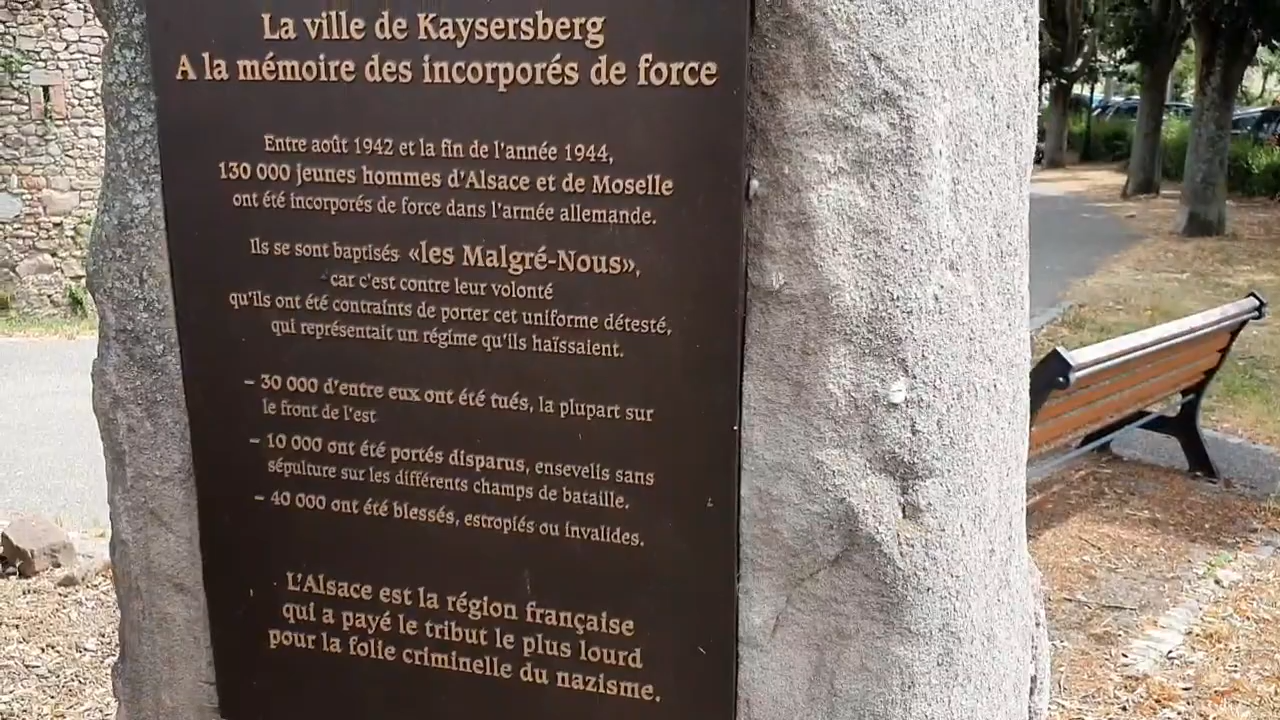 La ville de Kaysersberg
A la mémoire des incorporés de force
Entre août 1942 et la fin de l'année 1944,
130 000 jeunes hommes d'Alsace et de Moselle
ont été incorporés de force dans l'armée allemande.
Ils se sont baptisés «les Malgré-Nous»,
car c'est contre leur volonté
qu'ils ont été contraints de porter cet uniforme détesté,
qui représentait un régime qu'ils haïssaient.
– 30 000 d'entre eux ont été tués, la plupart sur
le front de l'est
– 10 000 ont été portés disparus, ensevelis sans
sépulture sur les différents champs de bataille.
– 40 000 ont été blessés, estropiés ou invalides.
L'Alsace est la région française
qui a payé le tribut le plus lourd
pour la folie criminelle du nazisme.